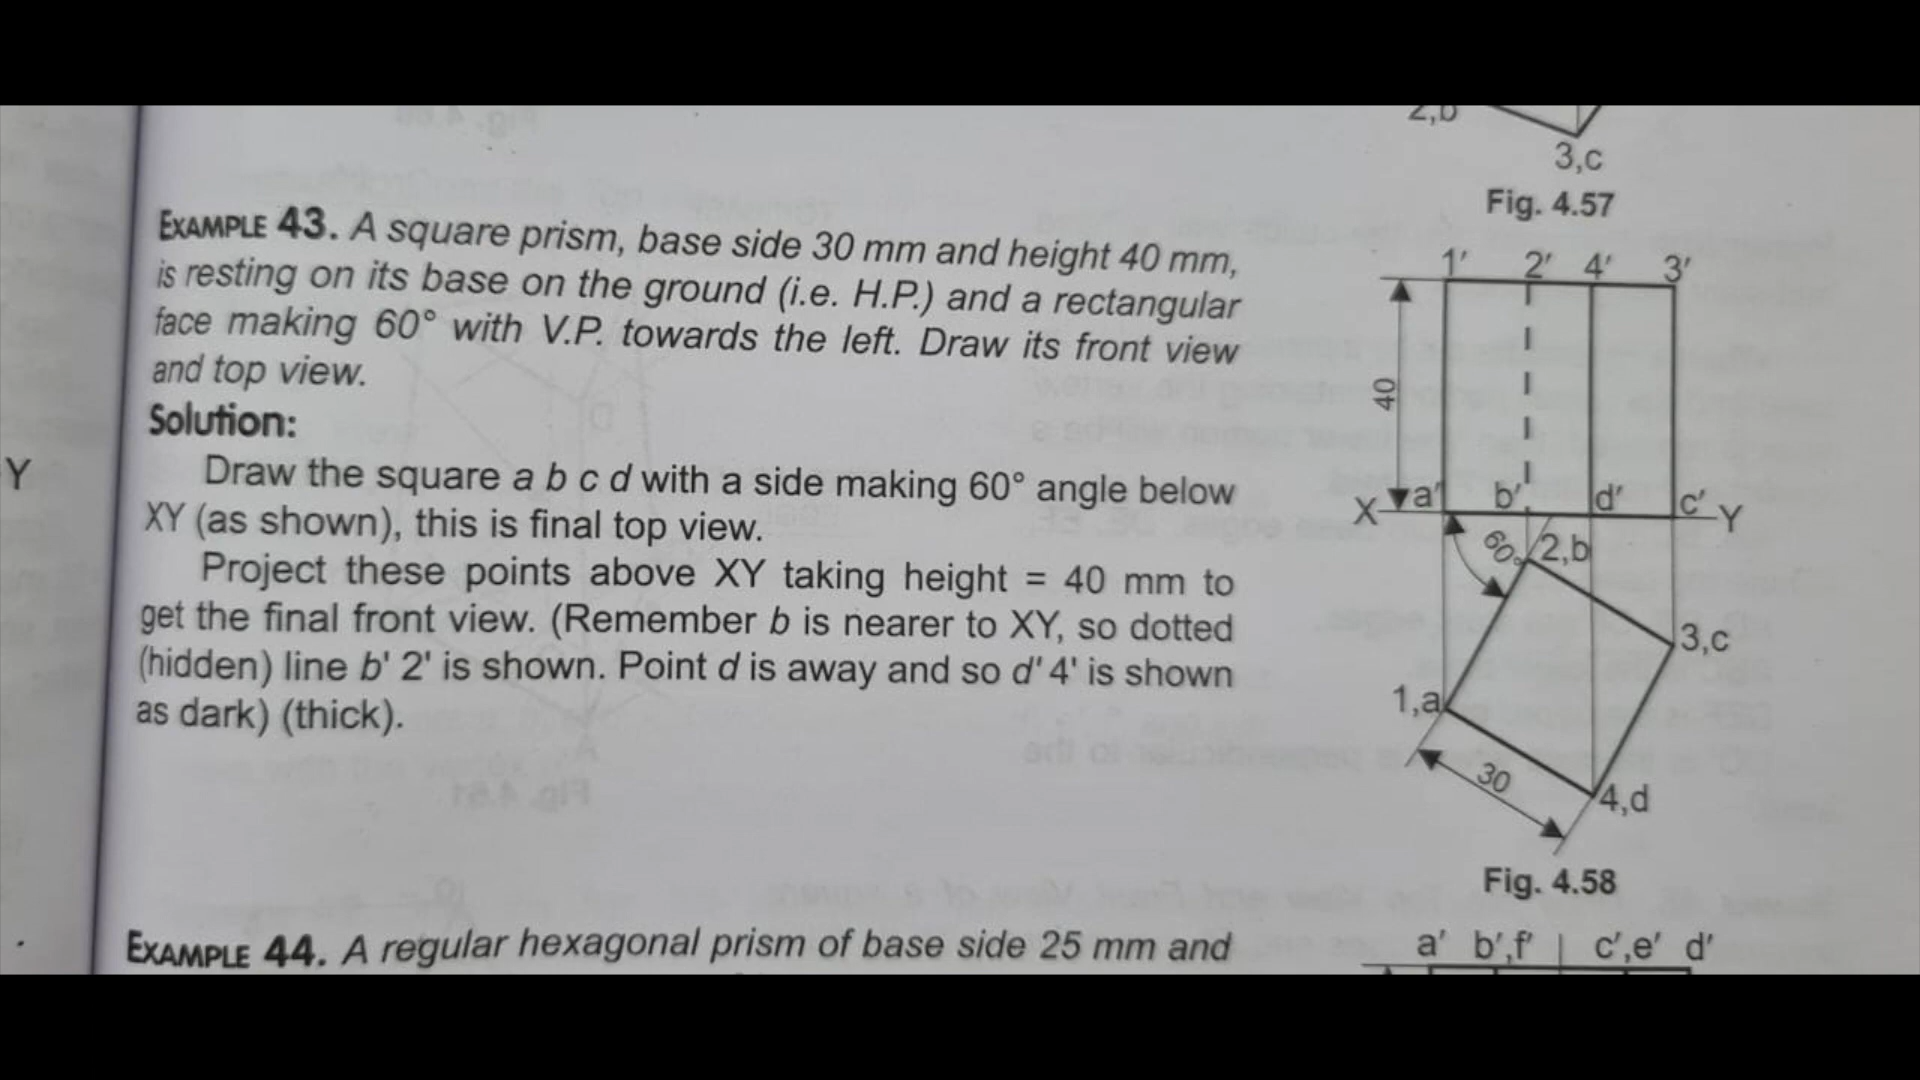 2,b
3,c
Fig. 4.57
EXAMPLE 43. A square prism, base side 30 mm and height 40 mm,
is resting on its base on the ground (i.e. H.P.) and a rectangular
face making 60° with V.P. towards the left. Draw its front view
and top view.
Solution:
Draw the square a b c d with a side making 60° angle below
XY (as shown), this is final top view.
Project these points above XY taking height = 40 mm to
get the final front view. (Remember b is nearer to XY, so dotted
(hidden) line b' 2' is shown. Point d is away and so d' 4' is shown
as dark) (thick).
Y
1' 2' 4' 3'
40
X a' b' d' c' Y
60° 2,b
3,c
1,a
30
4,d
Fig. 4.58
EXAMPLE 44. A regular hexagonal prism of base side 25 mm and
a' b',f' c',e' d'